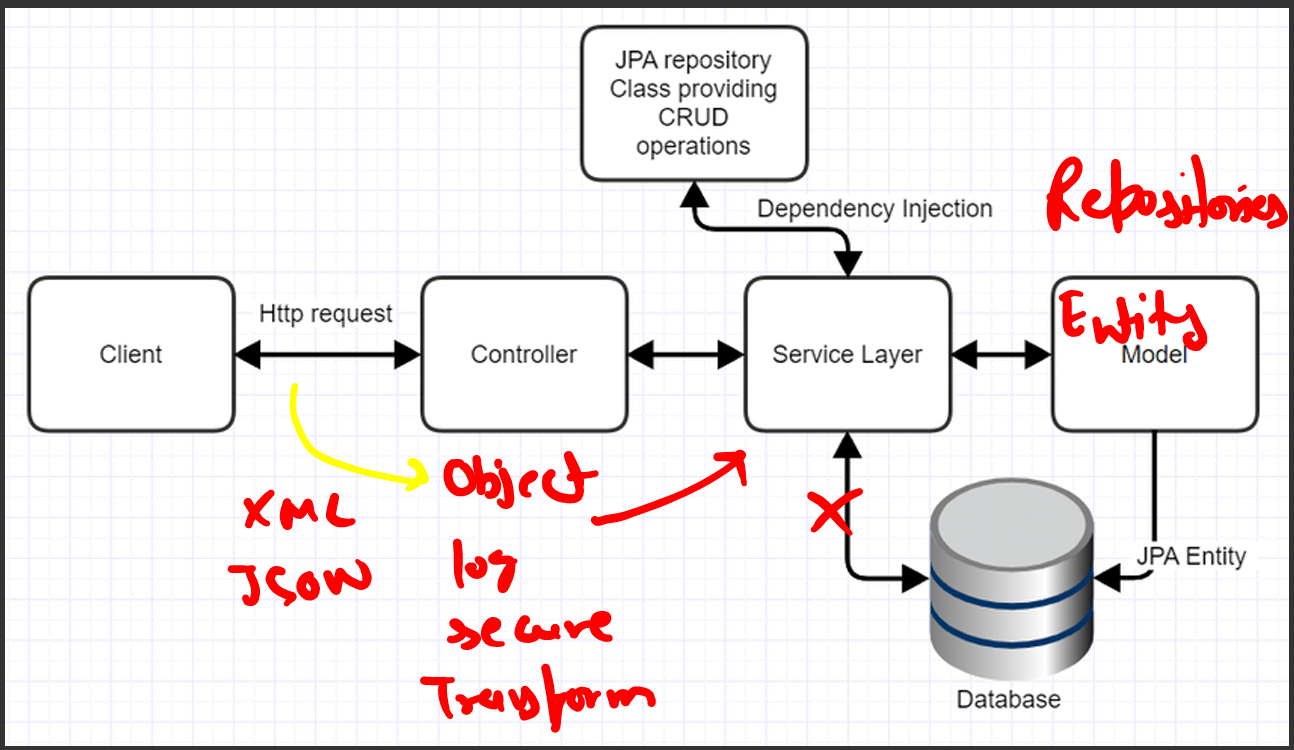 JPA repository
Class providing
CRUD
operations
Dependency Injection
Repositories
Client
Http request
Controller
Service Layer
Entity
Model
XML
JSON
Object
log
secure
Transform
X
JPA Entity
Database